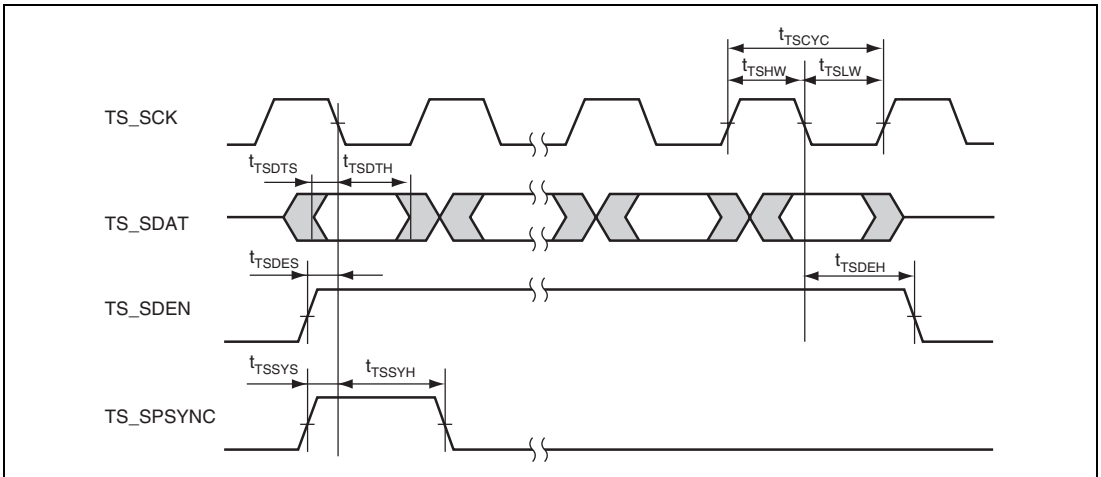 tTSCYC
tTSHW tTSLW
TS_SCK
tTSDTS tTSDTH
TS_SDAT
tTSDES tTSDEH
TS_SDEN
tTSSYS tTSSYH
TS_SPSYNC